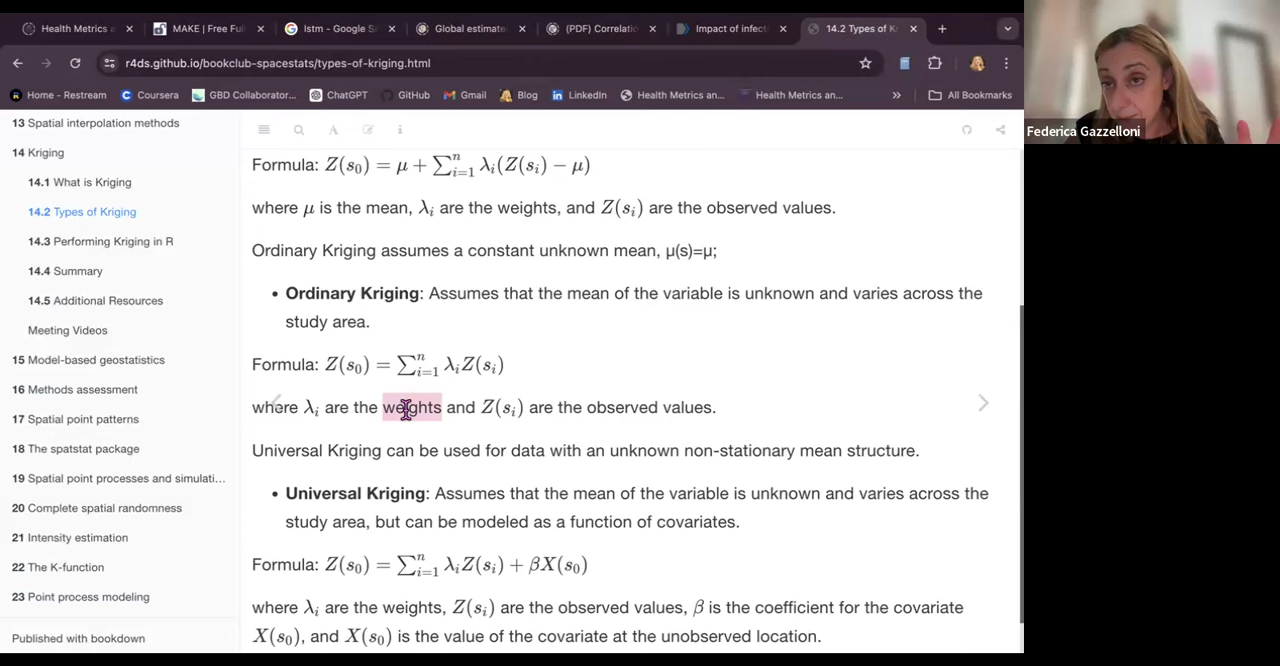 Health Metrics a
MAKE | Free Ful
lstm - Google S
Global estimate
(PDF) Correlatio
Impact of infect
14.2 Types of K
r4ds.github.io/bookclub-spacestats/types-of-kriging.html
Home - Restream
Coursera
GBD Collaborator...
ChatGPT
GitHub
Gmail
Blog
LinkedIn
Health Metrics an...
Health Metrics an...
»
All Bookmarks
Federica Gazzelloni
13 Spatial interpolation methods
14 Kriging
14.1 What is Kriging
14.2 Types of Kriging
14.3 Performing Kriging in R
14.4 Summary
14.5 Additional Resources
Meeting Videos
15 Model-based geostatistics
16 Methods assessment
17 Spatial point patterns
18 The spatstat package
19 Spatial point processes and simulati...
20 Complete spatial randomness
21 Intensity estimation
22 The K-function
23 Point process modeling
Published with bookdown
Formula: Z(s₀) = μ + ∑ⁿᵢ₌₁ λᵢ(Z(sᵢ) − μ)
where μ is the mean, λᵢ are the weights, and Z(sᵢ) are the observed values.
Ordinary Kriging assumes a constant unknown mean, μ(s)=μ;
• Ordinary Kriging: Assumes that the mean of the variable is unknown and varies across the
study area.
Formula: Z(s₀) = ∑ⁿᵢ₌₁ λᵢZ(sᵢ)
where λᵢ are the weights and Z(sᵢ) are the observed values.
Universal Kriging can be used for data with an unknown non-stationary mean structure.
• Universal Kriging: Assumes that the mean of the variable is unknown and varies across the
study area, but can be modeled as a function of covariates.
Formula: Z(s₀) = ∑ⁿᵢ₌₁ λᵢZ(sᵢ) + βX(s₀)
where λᵢ are the weights, Z(sᵢ) are the observed values, β is the coefficient for the covariate
X(s₀), and X(s₀) is the value of the covariate at the unobserved location.